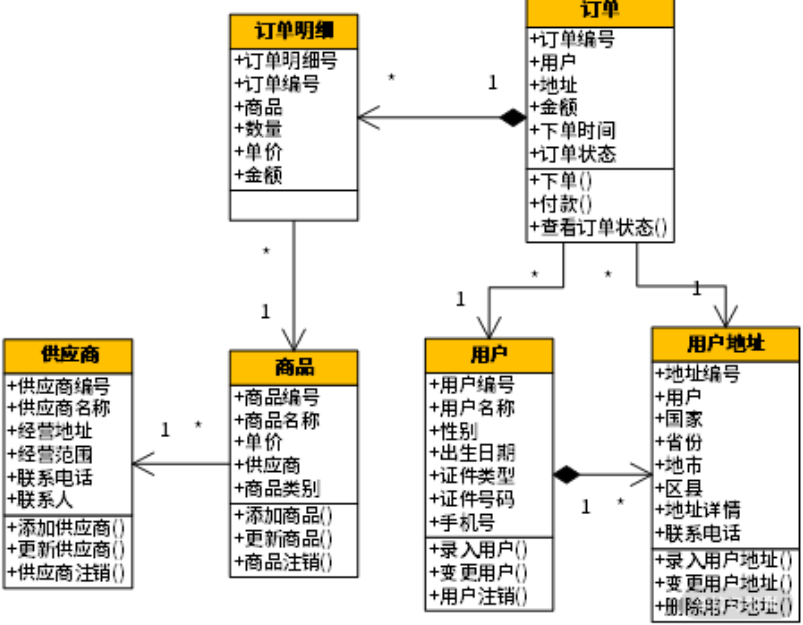 订单明细
+订单明细号
+订单编号
+商品
+数量
+单价
+金额
订单
+订单编号
+用户
+地址
+金额
+下单时间
+订单状态
+下单()
+付款()
+查看订单状态()
* 1
*
1
*
1
*
1
供应商
+供应商编号
+供应商名称
+经营地址
+经营范围
+联系电话
+联系人
+添加供应商()
+更新供应商()
+供应商注销()
1 *
商品
+商品编号
+商品名称
+单价
+供应商
+商品类别
+添加商品()
+更新商品()
+商品注销()
用户
+用户编号
+用户名称
+性别
+出生日期
+证件类型
+证件号码
+手机号
+录入用户()
+变更用户()
+用户注销()
1 *
用户地址
+地址编号
+用户
+国家
+省份
+地市
+区县
+地址详情
+联系电话
+录入用户地址()
+变更用户地址()
+删除用户地址()